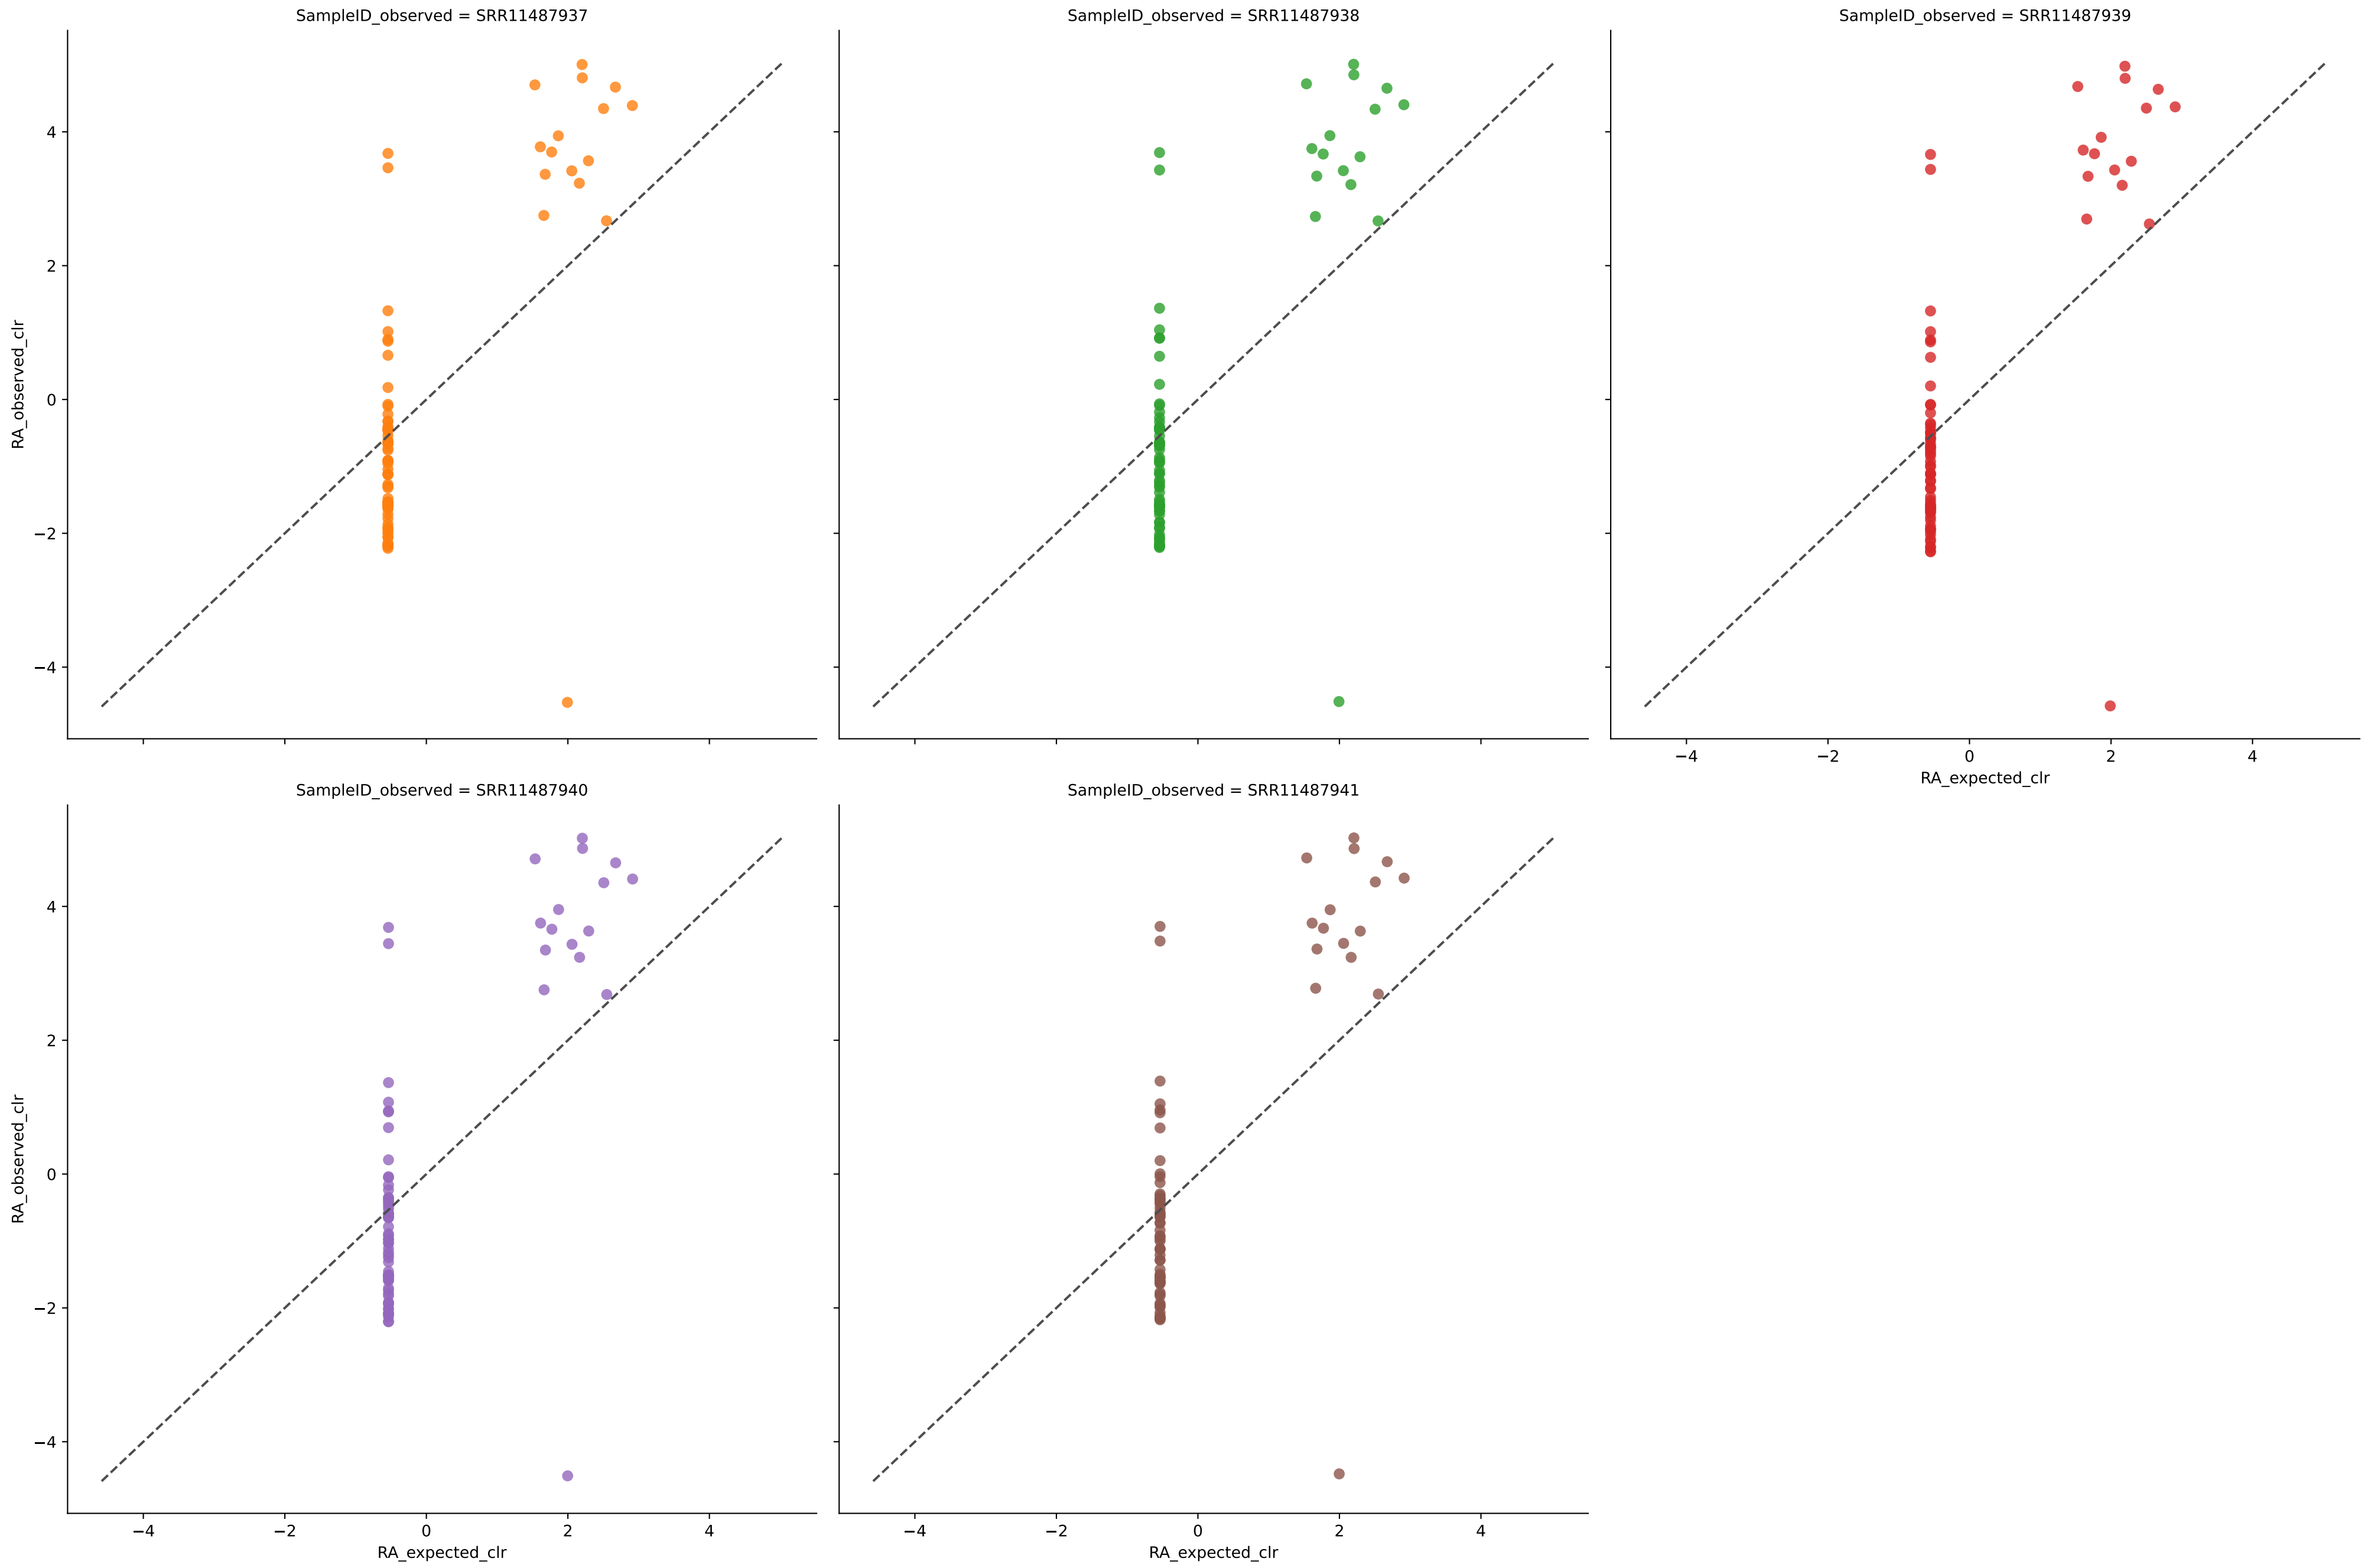 SampleID_observed = SRR11487937
SampleID_observed = SRR11487938
SampleID_observed = SRR11487939
RA_observed_clr
4
2
0
−2
−4
−4 −2 0 2 4
RA_expected_clr
SampleID_observed = SRR11487940
SampleID_observed = SRR11487941
RA_observed_clr
4
2
0
−2
−4
−4 −2 0 2 4
−4 −2 0 2 4
RA_expected_clr
RA_expected_clr